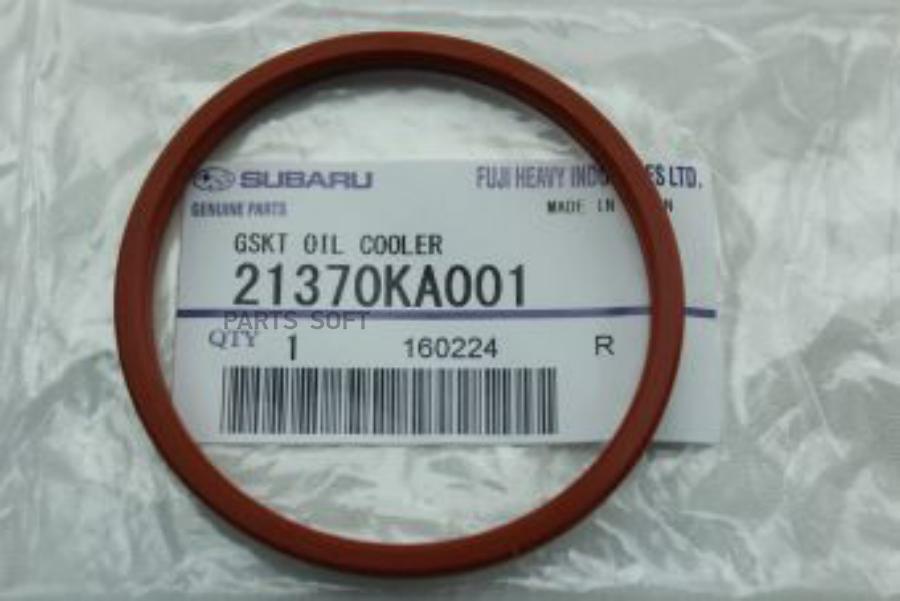 SUBARU FUJI HEAVY LTD.
GENUINE PARTS MADE IN
GSKT OIL COOLER
21370KA001
PARTS SOFT
QTY 1 160224 R